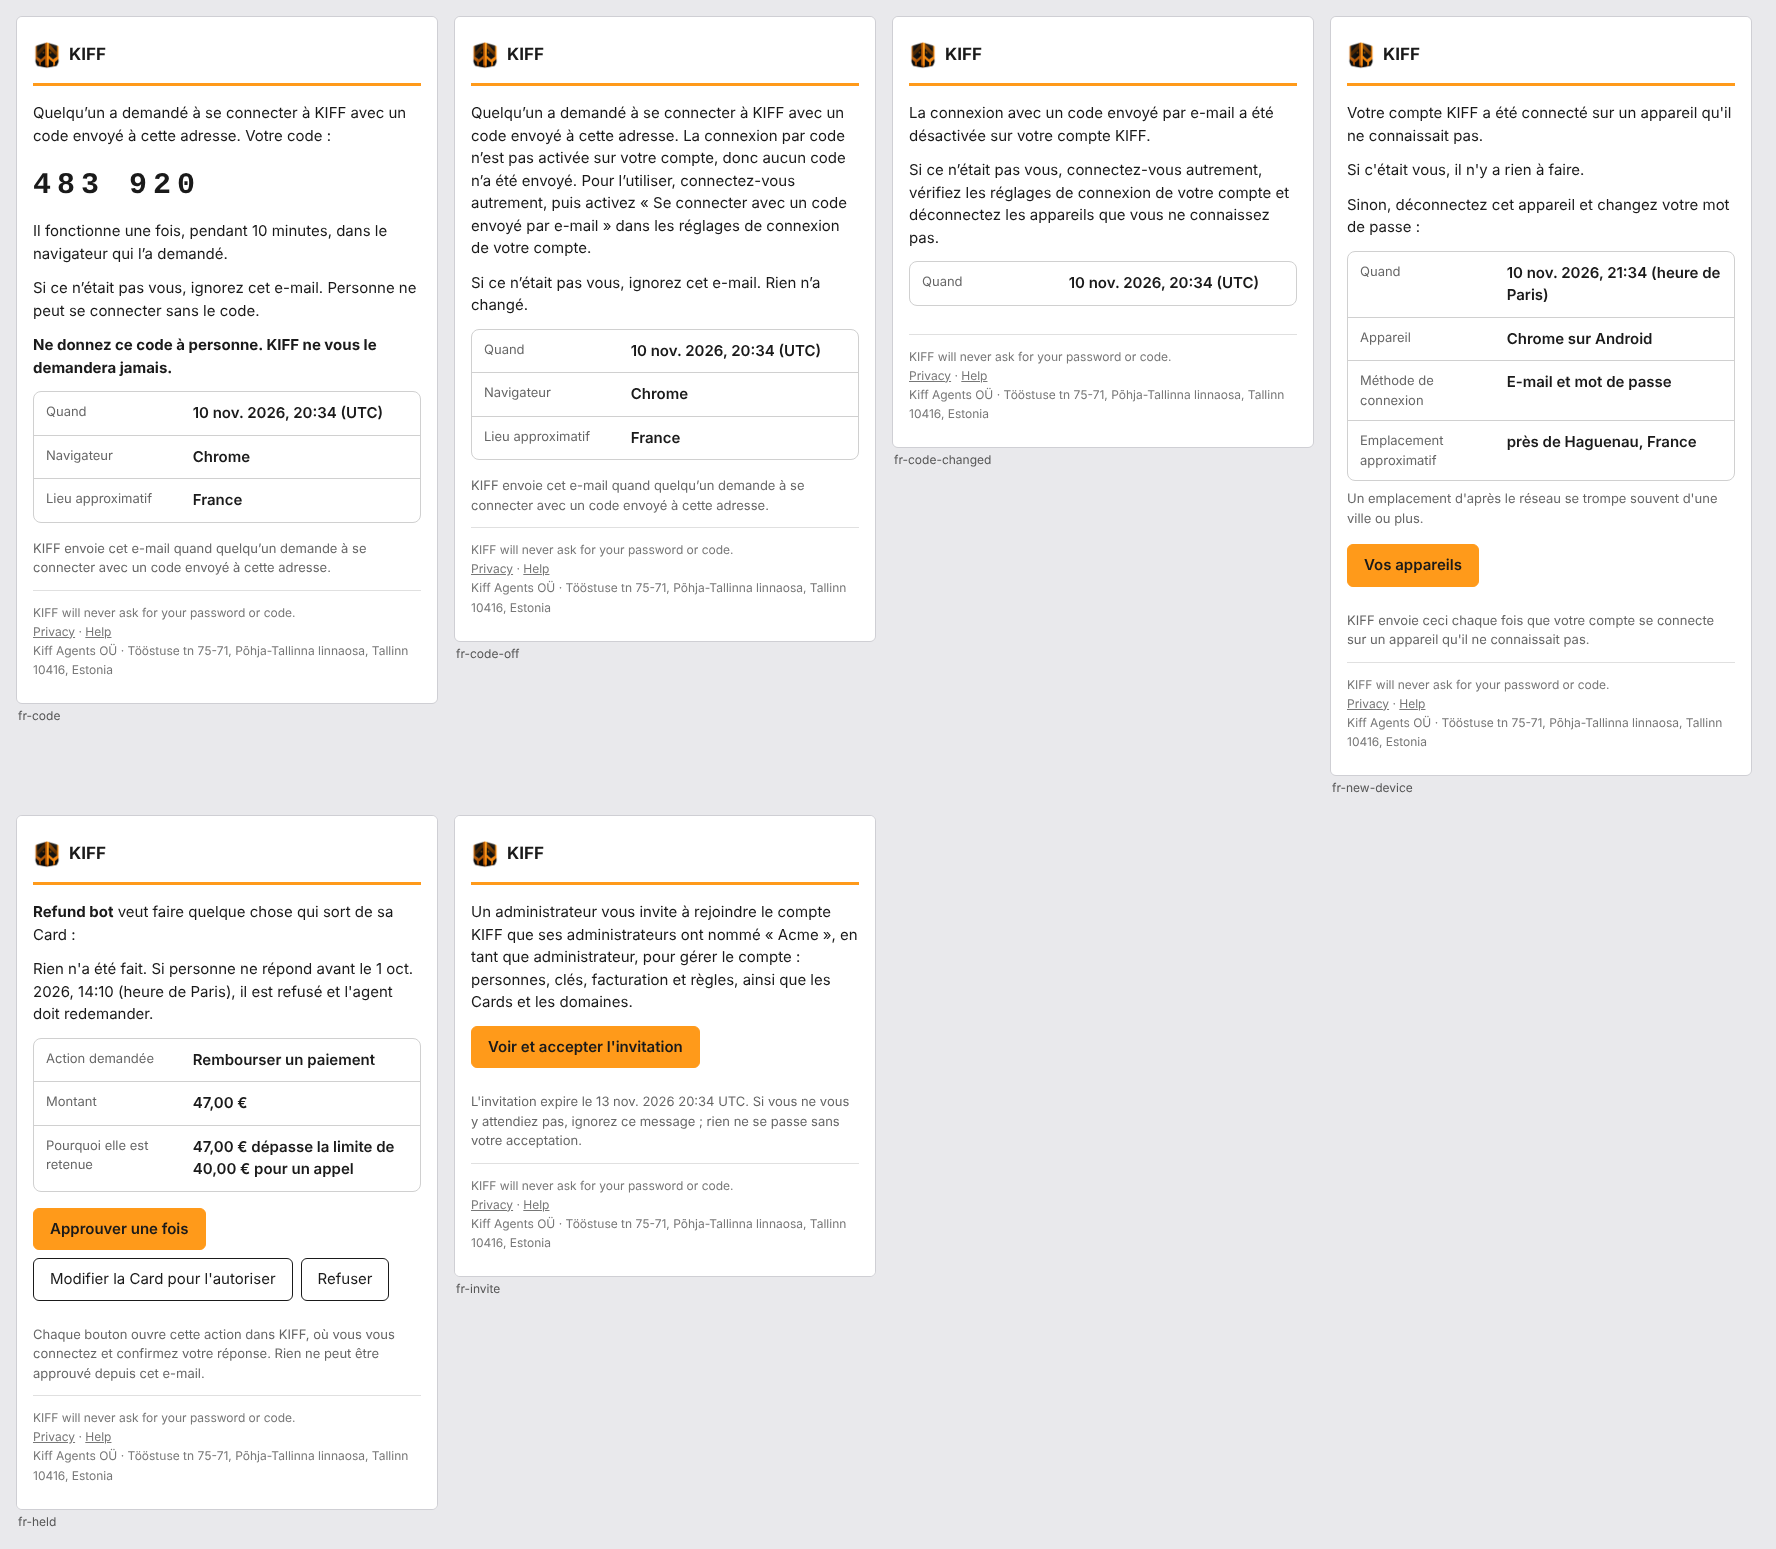 KIFF
Quelqu’un a demandé à se connecter à KIFF avec un
code envoyé à cette adresse. Votre code :
483 920
Il fonctionne une fois, pendant 10 minutes, dans le
navigateur qui l’a demandé.
Si ce n’était pas vous, ignorez cet e-mail. Personne ne
peut se connecter sans le code.
Ne donnez ce code à personne. KIFF ne vous le
demandera jamais.
Quand 10 nov. 2026, 20:34 (UTC)
Navigateur Chrome
Lieu approximatif France
KIFF envoie cet e-mail quand quelqu’un demande à se
connecter avec un code envoyé à cette adresse.
KIFF will never ask for your password or code.
Privacy · Help
Kiff Agents OÜ · Tööstuse tn 75-71, Põhja-Tallinna linnaosa, Tallinn
10416, Estonia
fr-code
KIFF
Quelqu’un a demandé à se connecter à KIFF avec un
code envoyé à cette adresse. La connexion par code
n’est pas activée sur votre compte, donc aucun code
n’a été envoyé. Pour l’utiliser, connectez-vous
autrement, puis activez « Se connecter avec un code
envoyé par e-mail » dans les réglages de connexion
de votre compte.
Si ce n’était pas vous, ignorez cet e-mail. Rien n’a
changé.
Quand 10 nov. 2026, 20:34 (UTC)
Navigateur Chrome
Lieu approximatif France
KIFF envoie cet e-mail quand quelqu’un demande à se
connecter avec un code envoyé à cette adresse.
KIFF will never ask for your password or code.
Privacy · Help
Kiff Agents OÜ · Tööstuse tn 75-71, Põhja-Tallinna linnaosa, Tallinn
10416, Estonia
fr-code-off
KIFF
La connexion avec un code envoyé par e-mail a été
désactivée sur votre compte KIFF.
Si ce n’était pas vous, connectez-vous autrement,
vérifiez les réglages de connexion de votre compte et
déconnectez les appareils que vous ne connaissez
pas.
Quand 10 nov. 2026, 20:34 (UTC)
KIFF will never ask for your password or code.
Privacy · Help
Kiff Agents OÜ · Tööstuse tn 75-71, Põhja-Tallinna linnaosa, Tallinn
10416, Estonia
fr-code-changed
KIFF
Votre compte KIFF a été connecté sur un appareil qu'il
ne connaissait pas.
Si c'était vous, il n'y a rien à faire.
Sinon, déconnectez cet appareil et changez votre mot
de passe :
Quand 10 nov. 2026, 21:34 (heure de
Paris)
Appareil Chrome sur Android
Méthode de E-mail et mot de passe
connexion
Emplacement près de Haguenau, France
approximatif
Un emplacement d'après le réseau se trompe souvent d'une
ville ou plus.
Vos appareils
KIFF envoie ceci chaque fois que votre compte se connecte
sur un appareil qu'il ne connaissait pas.
KIFF will never ask for your password or code.
Privacy · Help
Kiff Agents OÜ · Tööstuse tn 75-71, Põhja-Tallinna linnaosa, Tallinn
10416, Estonia
fr-new-device
KIFF
Refund bot veut faire quelque chose qui sort de sa
Card :
Rien n'a été fait. Si personne ne répond avant le 1 oct.
2026, 14:10 (heure de Paris), il est refusé et l'agent
doit redemander.
Action demandée Rembourser un paiement
Montant 47,00 €
Pourquoi elle est 47,00 € dépasse la limite de
retenue 40,00 € pour un appel
Approuver une fois
Modifier la Card pour l'autoriser Refuser
Chaque bouton ouvre cette action dans KIFF, où vous vous
connectez et confirmez votre réponse. Rien ne peut être
approuvé depuis cet e-mail.
KIFF will never ask for your password or code.
Privacy · Help
Kiff Agents OÜ · Tööstuse tn 75-71, Põhja-Tallinna linnaosa, Tallinn
10416, Estonia
fr-held
KIFF
Un administrateur vous invite à rejoindre le compte
KIFF que ses administrateurs ont nommé « Acme », en
tant que administrateur, pour gérer le compte :
personnes, clés, facturation et règles, ainsi que les
Cards et les domaines.
Voir et accepter l'invitation
L'invitation expire le 13 nov. 2026 20:34 UTC. Si vous ne vous
y attendiez pas, ignorez ce message ; rien ne se passe sans
votre acceptation.
KIFF will never ask for your password or code.
Privacy · Help
Kiff Agents OÜ · Tööstuse tn 75-71, Põhja-Tallinna linnaosa, Tallinn
10416, Estonia
fr-invite